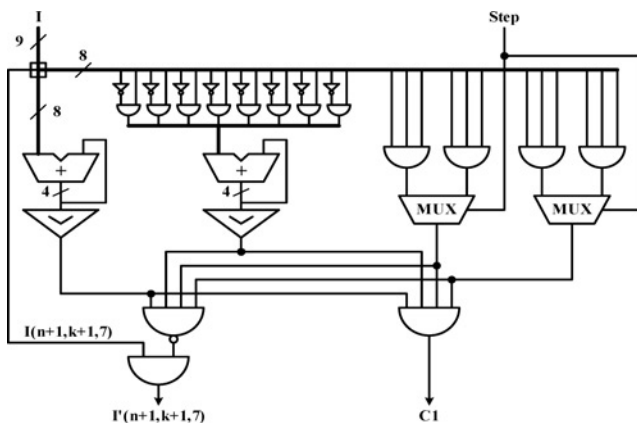 I
Step
9
8
8
+
4
+
4
MUX
MUX
I(n+1,k+1,7)
I'(n+1,k+1,7)
C1